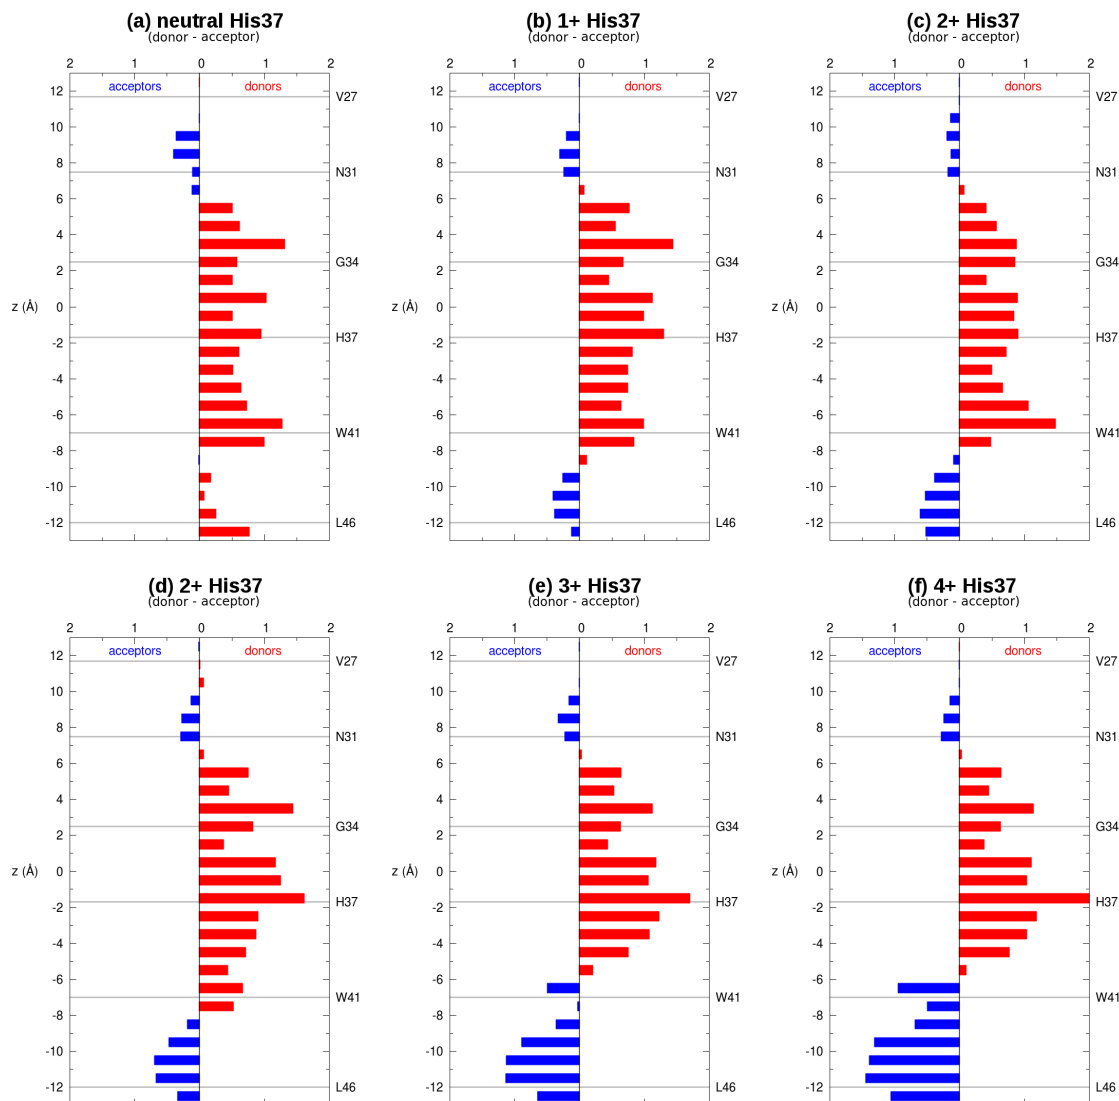 (a) neutral His37
(donor - acceptor)
2 1 0 1 2
acceptors donors
12
10
8
6
4
2
z (Å) 0
-2
-4
-6
-8
-10
-12
V27
N31
G34
H37
W41
L46
(b) 1+ His37
(donor - acceptor)
2 1 0 1 2
acceptors donors
12
10
8
6
4
2
z (Å) 0
-2
-4
-6
-8
-10
-12
V27
N31
G34
H37
W41
L46
(c) 2+ His37
(donor - acceptor)
2 1 0 1 2
acceptors donors
12
10
8
6
4
2
z (Å) 0
-2
-4
-6
-8
-10
-12
V27
N31
G34
H37
W41
L46
(d) 2+ His37
(donor - acceptor)
2 1 0 1 2
acceptors donors
12
10
8
6
4
2
z (Å) 0
-2
-4
-6
-8
-10
-12
V27
N31
G34
H37
W41
L46
(e) 3+ His37
(donor - acceptor)
2 1 0 1 2
acceptors donors
12
10
8
6
4
2
z (Å) 0
-2
-4
-6
-8
-10
-12
V27
N31
G34
H37
W41
L46
(f) 4+ His37
(donor - acceptor)
2 1 0 1 2
acceptors donors
12
10
8
6
4
2
z (Å) 0
-2
-4
-6
-8
-10
-12
V27
N31
G34
H37
W41
L46